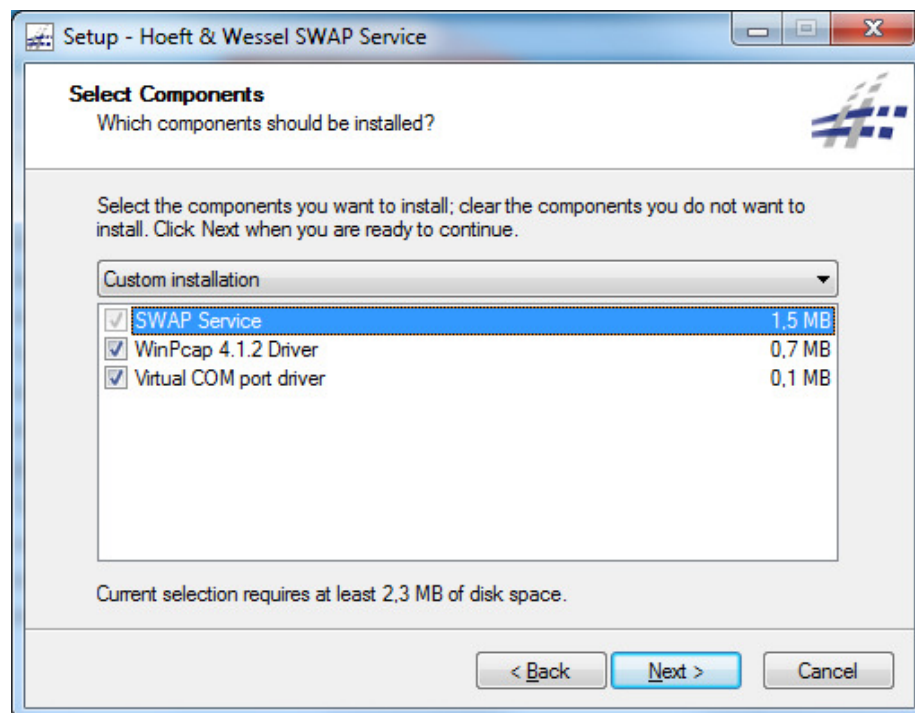 Setup - Hoeft & Wessel SWAP Service
Select Components
Which components should be installed?
Select the components you want to install; clear the components you do not want to
install. Click Next when you are ready to continue.
Custom installation
SWAP Service 1,5 MB
WinPcap 4.1.2 Driver 0,7 MB
Virtual COM port driver 0,1 MB
Current selection requires at least 2,3 MB of disk space.
< Back Next > Cancel